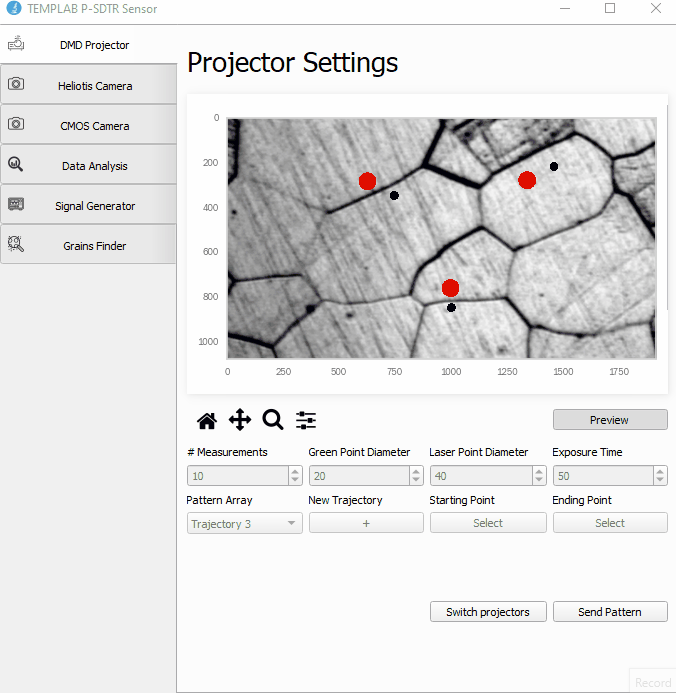 TEMPLAB P-SDTR Sensor
DMD Projector
Heliotis Camera
CMOS Camera
Data Analysis
Signal Generator
Grains Finder
Projector Settings
0
200
400
600
800
1000
0 250 500 750 1000 1250 1500 1750
Preview
# Measurements Green Point Diameter Laser Point Diameter Exposure Time
10 20 40 50
Pattern Array New Trajectory Starting Point Ending Point
Trajectory 3 + Select Select
Switch projectors Send Pattern
Record